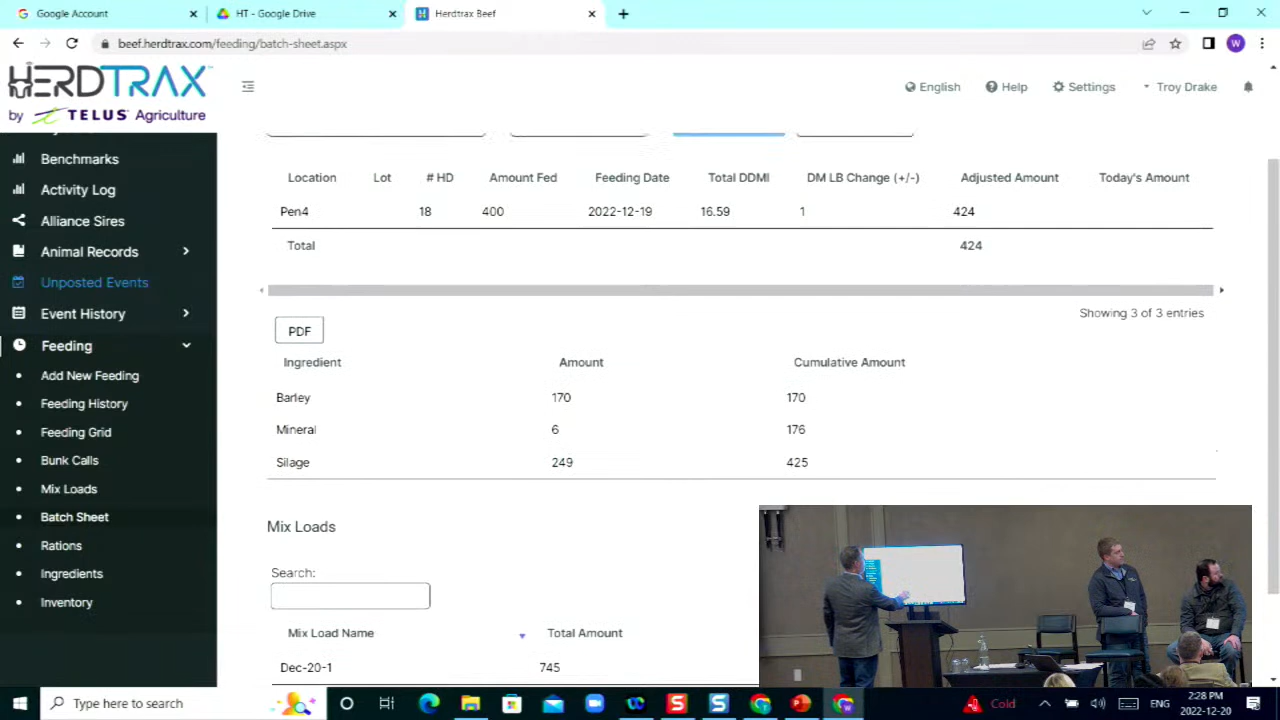 Google Account
HT - Google Drive
Herdtrax Beef
beef.herdtrax.com/feeding/batch-sheet.aspx
W
HERDTRAX™
by TELUS® Agriculture
English
Help
Settings
Troy Drake
Benchmarks
Activity Log
Alliance Sires
Animal Records
Unposted Events
Event History
Feeding
Add New Feeding
Feeding History
Feeding Grid
Bunk Calls
Mix Loads
Batch Sheet
Rations
Ingredients
Inventory
Location Lot # HD Amount Fed Feeding Date Total DDMI DM LB Change (+/-) Adjusted Amount Today's Amount
Pen4 18 400 2022-12-19 16.59 1 424
Total 424
Showing 3 of 3 entries
PDF
Ingredient Amount Cumulative Amount
Barley 170 170
Mineral 6 176
Silage 249 425
Mix Loads
Search:
Mix Load Name Total Amount
Dec-20-1 745
Type here to search
Cold
ENG
2:28 PM
2022-12-20